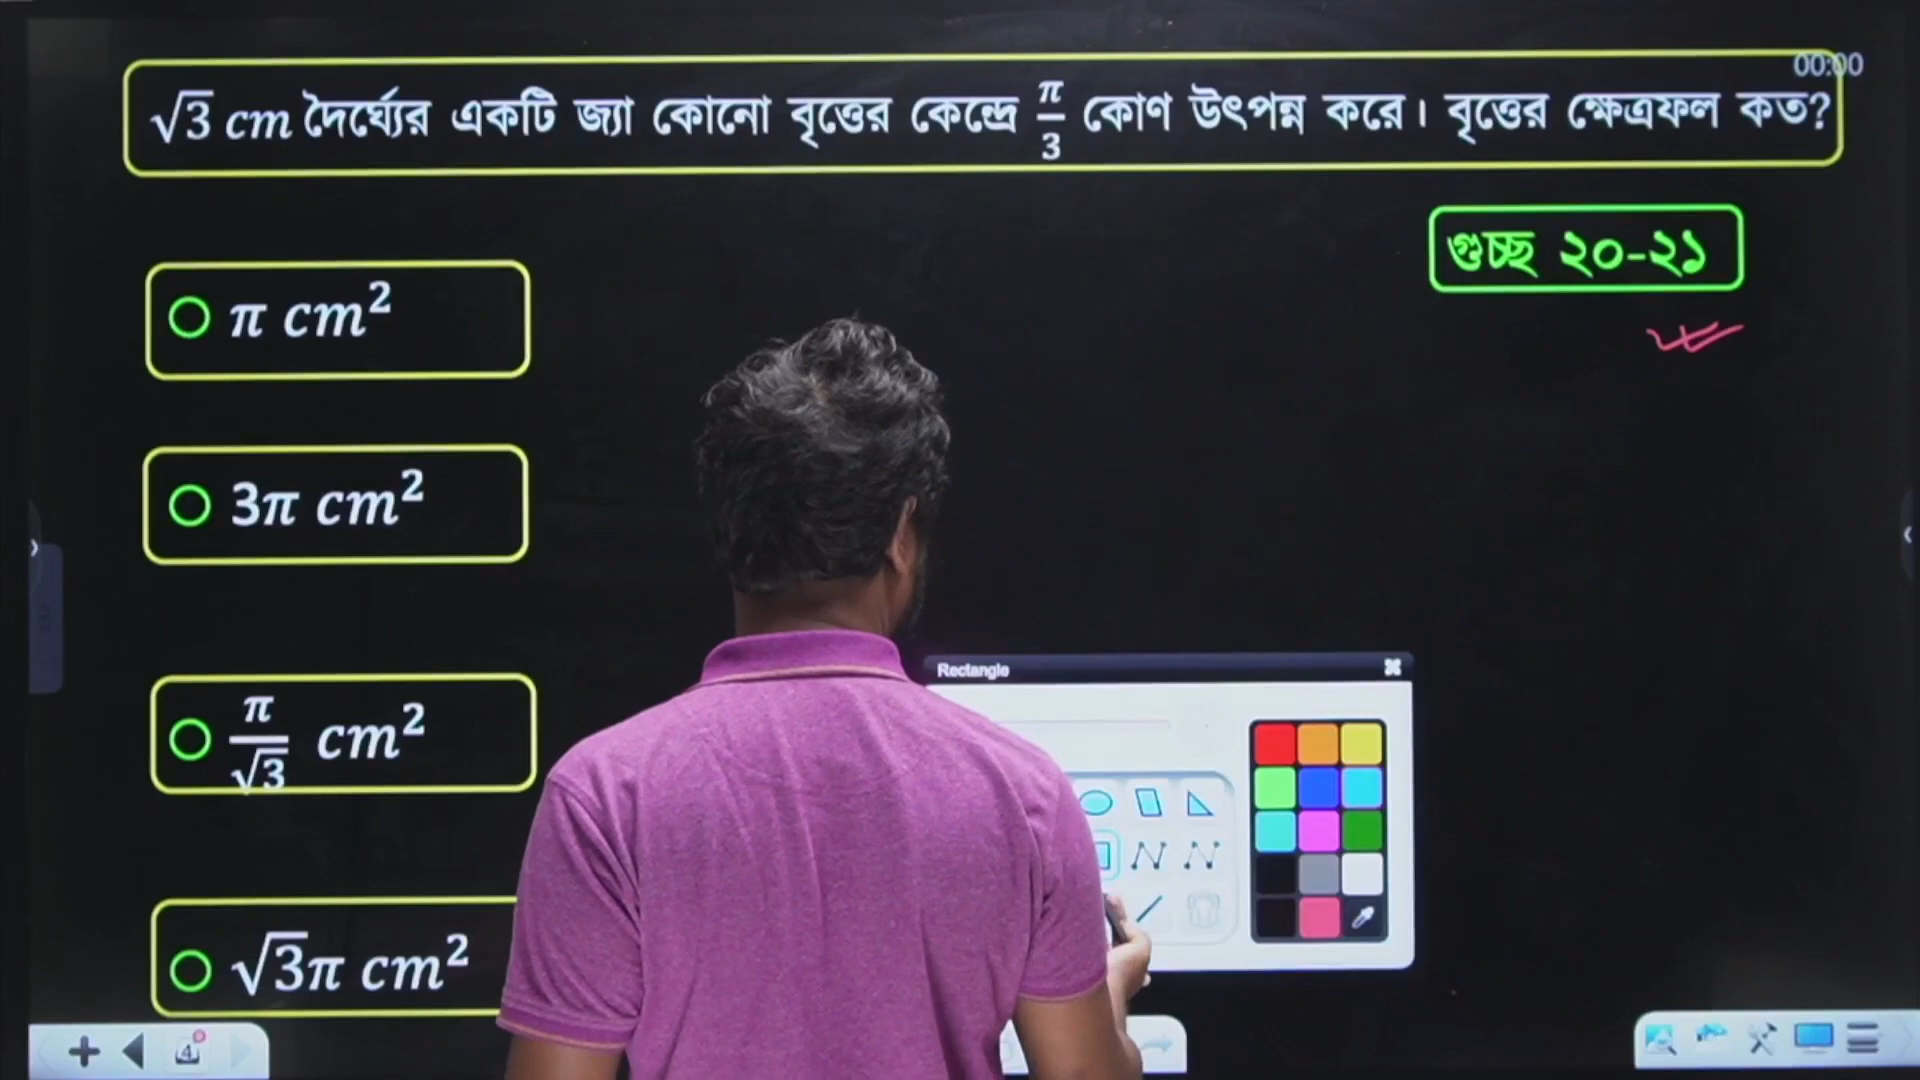 00:00
√3 cm দৈর্ঘ্যের একটি জ্যা কোনো বৃত্তের কেন্দ্রে π/3 কোণ উৎপন্ন করে। বৃত্তের ক্ষেত্রফল কত?
গুচ্ছ ২০-২১
π cm²
3π cm²
π/√3 cm²
√3π cm²
Rectangle
4